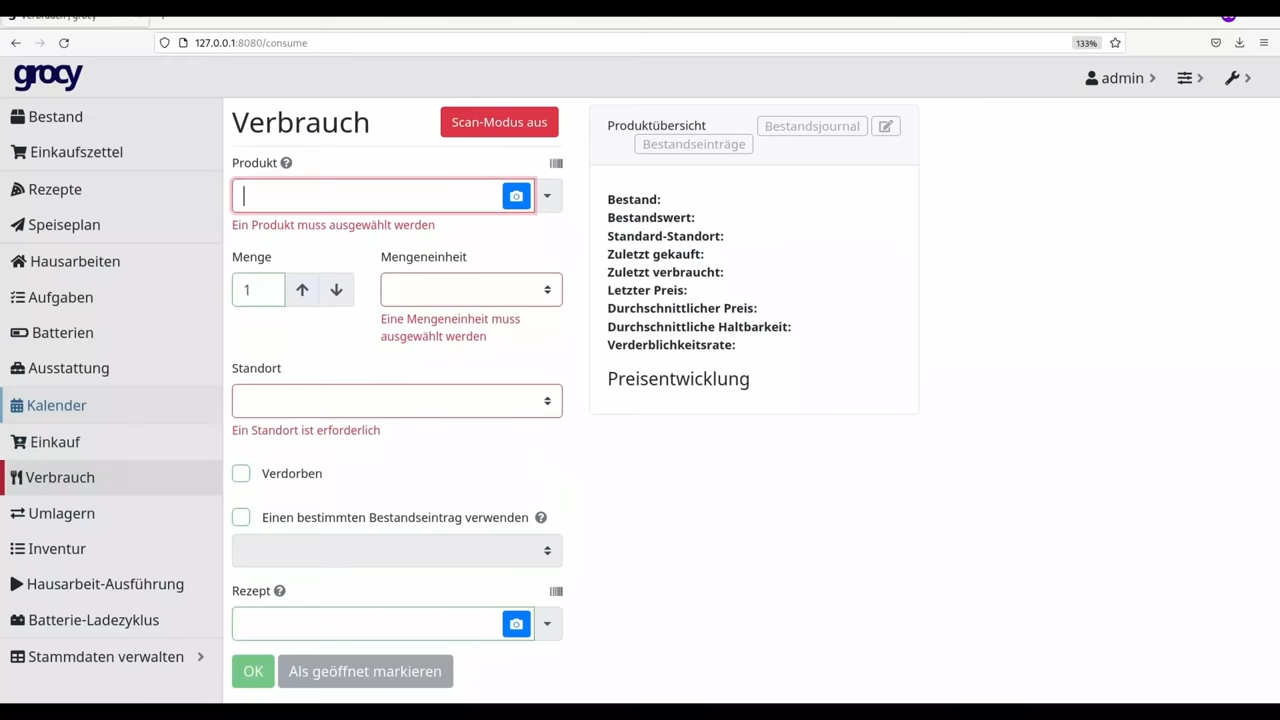 Verbrauch | grocy
127.0.0.1:8080/consume
133%
grocy
admin
Bestand
Einkaufszettel
Rezepte
Speiseplan
Hausarbeiten
Aufgaben
Batterien
Ausstattung
Kalender
Einkauf
Verbrauch
Umlagern
Inventur
Hausarbeit-Ausführung
Batterie-Ladezyklus
Stammdaten verwalten
Verbrauch
Scan-Modus aus
Produkt
Ein Produkt muss ausgewählt werden
Menge
Mengeneinheit
1
Eine Mengeneinheit muss
ausgewählt werden
Standort
Ein Standort ist erforderlich
Verdorben
Einen bestimmten Bestandseintrag verwenden
Rezept
OK
Als geöffnet markieren
Produktübersicht
Bestandsjournal
Bestandseinträge
Bestand:
Bestandswert:
Standard-Standort:
Zuletzt gekauft:
Zuletzt verbraucht:
Letzter Preis:
Durchschnittlicher Preis:
Durchschnittliche Haltbarkeit:
Verderblichkeitsrate:
Preisentwicklung